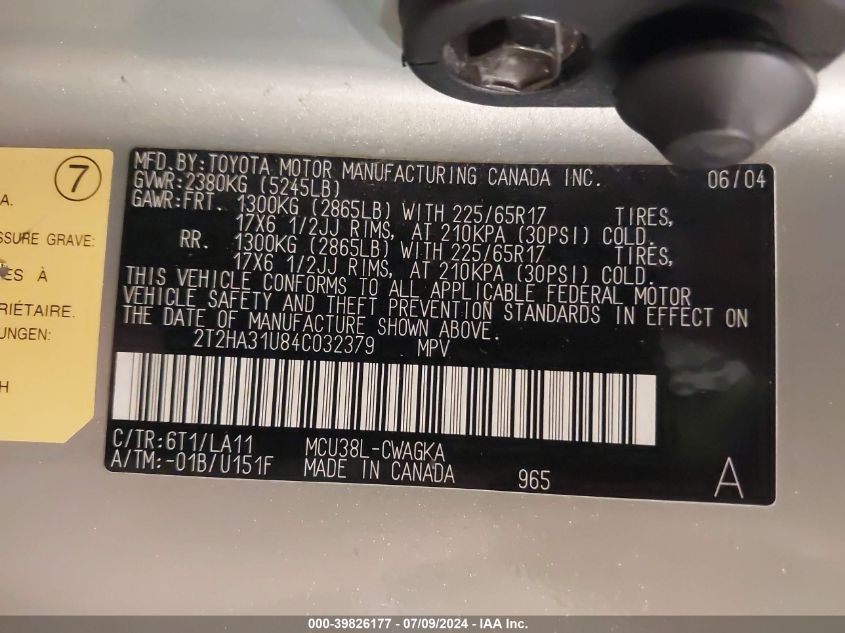 7
A.
SSURE GRAVE:
ES À
PRIÉTAIRE.
UNGEN:
H
MFD.BY:TOYOTA MOTOR MANUFACTURING CANADA INC. 06/04
GVWR:2380KG (5245LB)
GAWR:FRT. 1300KG (2865LB) WITH 225/65R17 TIRES,
17X6 1/2JJ RIMS, AT 210KPA (30PSI) COLD.
RR. 1300KG (2865LB) WITH 225/65R17 TIRES,
17X6 1/2JJ RIMS, AT 210KPA (30PSI) COLD.
THIS VEHICLE CONFORMS TO ALL APPLICABLE FEDERAL MOTOR
VEHICLE SAFETY AND THEFT PREVENTION STANDARDS IN EFFECT ON
THE DATE OF MANUFACTURE SHOWN ABOVE.
2T2HA31U84C032379 MPV
C/TR:6T1/LA11 MCU38L-CWAGKA
A/TM:-01B/U151F MADE IN CANADA 965 A
000-39826177 - 07/09/2024 - IAA Inc.